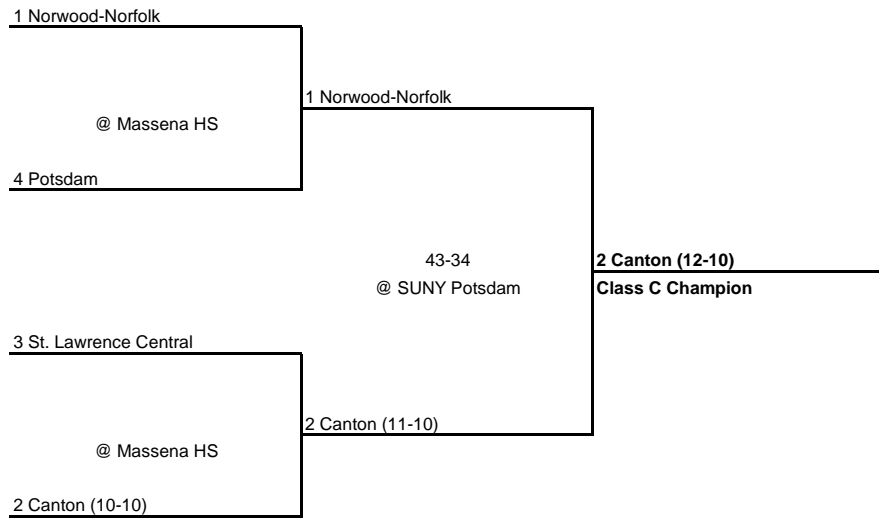 1 Norwood-Norfolk
1 Norwood-Norfolk
@ Massena HS
4 Potsdam
43-34
2 Canton (12-10)
@ SUNY Potsdam
Class C Champion
3 St. Lawrence Central
2 Canton (11-10)
@ Massena HS
2 Canton (10-10)